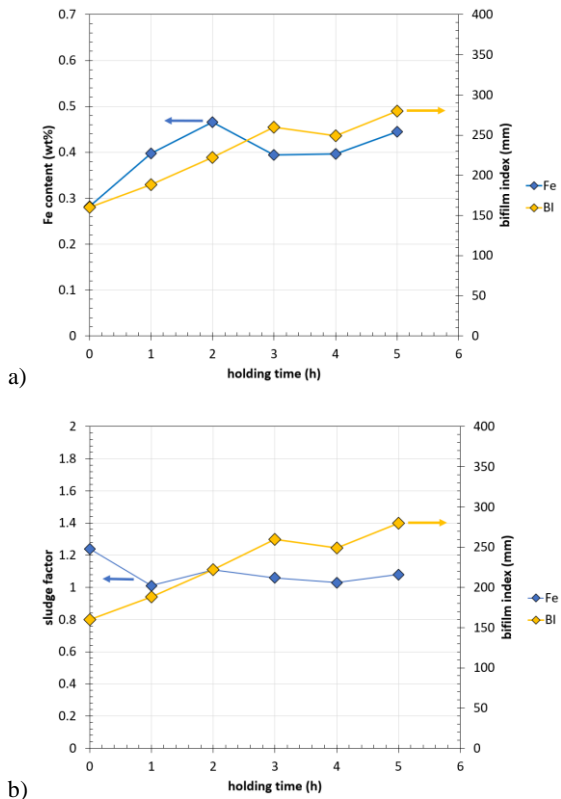 0.7
0.6
0.5
0.4
0.3
0.2
0.1
0
Fe content (wt%)
400
350
300
250
200
150
100
50
0
bifilm index (mm)
Fe
BI
0 1 2 3 4 5 6
holding time (h)
a)
2
1.8
1.6
1.4
1.2
1
0.8
0.6
0.4
0.2
0
sludge factor
400
350
300
250
200
150
100
50
0
bifilm index (mm)
Fe
BI
0 1 2 3 4 5 6
holding time (h)
b)